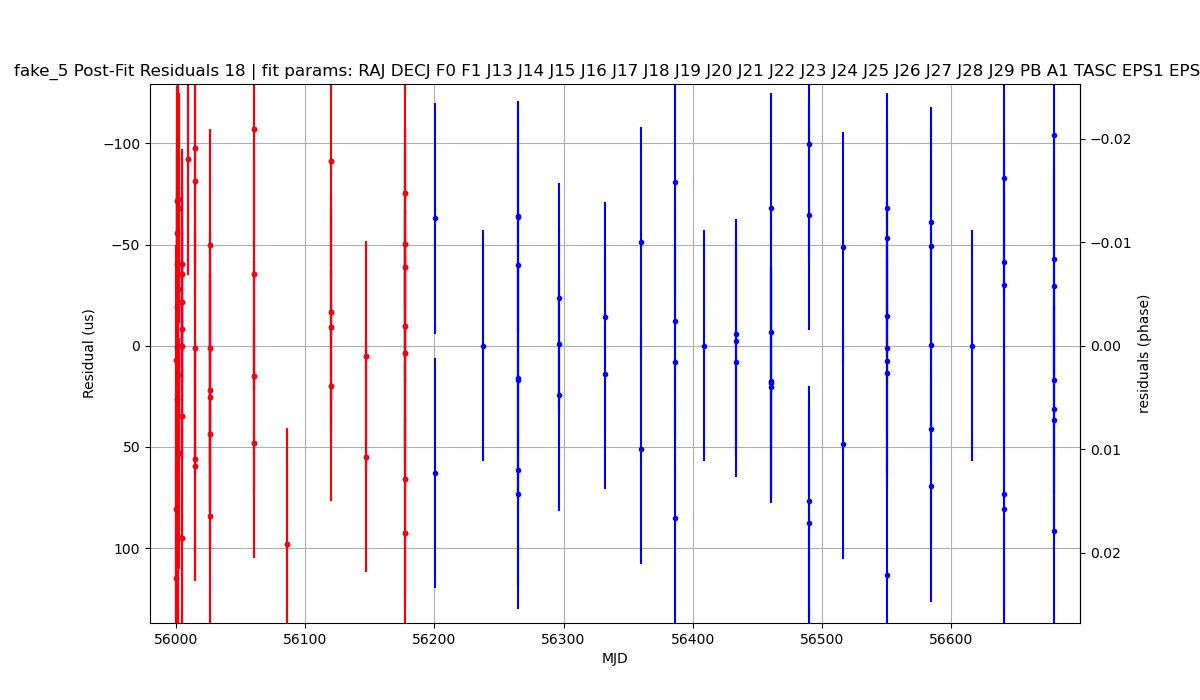 fake_5 Post-Fit Residuals 18 | fit params: RAJ DECJ F0 F1 J13 J14 J15 J16 J17 J18 J19 J20 J21 J22 J23 J24 J25 J26 J27 J28 J29 PB A1 TASC EPS1 EPS
−100
−50
0
50
100
Residual (us)
−0.02
−0.01
0.00
0.01
0.02
residuals (phase)
56000 56100 56200 56300 56400 56500 56600
MJD